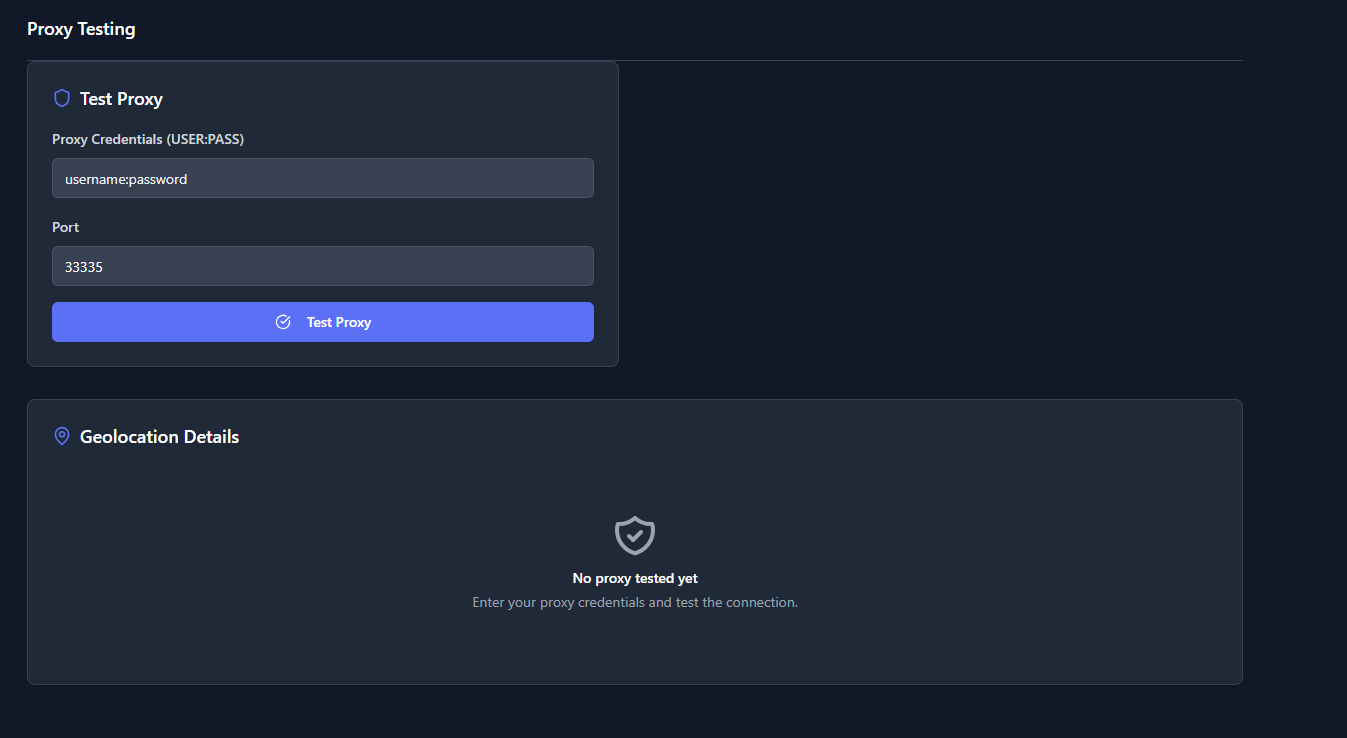 Proxy Testing
Test Proxy
Proxy Credentials (USER:PASS)
username:password
Port
33335
Test Proxy
Geolocation Details
No proxy tested yet
Enter your proxy credentials and test the connection.